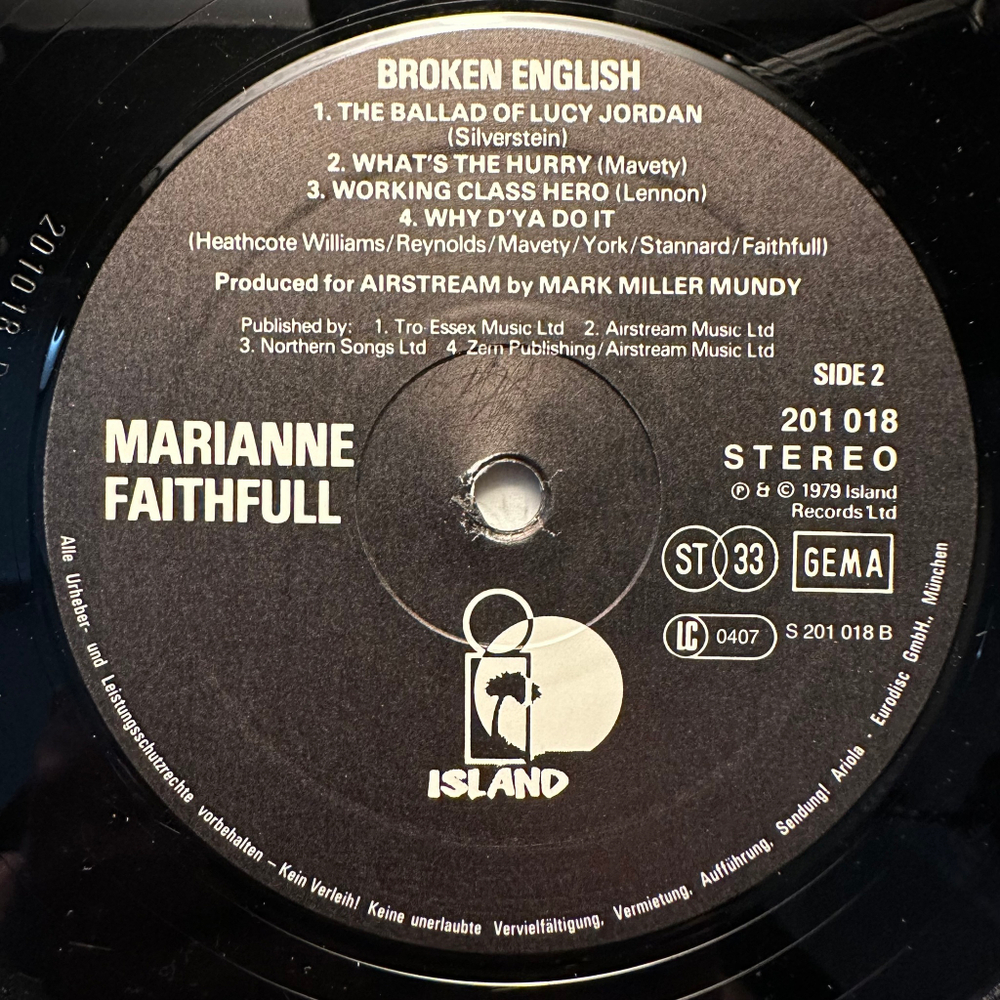 BROKEN ENGLISH
1. THE BALLAD OF LUCY JORDAN
(Silverstein)
2. WHAT'S THE HURRY (Mavety)
3. WORKING CLASS HERO (Lennon)
4. WHY D'YA DO IT
(Heathcote Williams/Reynolds/Mavety/York/Stannard/Faithfull)
Produced for AIRSTREAM by MARK MILLER MUNDY
Published by: 1. Tro-Essex Music Ltd 2. Airstream Music Ltd
3. Northern Songs Ltd 4. Zem Publishing/Airstream Music Ltd
SIDE 2
201 018
STEREO
℗ & © 1979 Island
Records Ltd
MARIANNE
FAITHFULL
ST 33 GEMA
LC 0407 S 201 018 B
ISLAND
Alle Urheber- und Leistungsschutzrechte vorbehalten – Kein Verleih! Keine unerlaubte Vervielfältigung, Vermietung, Aufführung, Sendung! Ariola - Eurodisc GmbH., München
201018